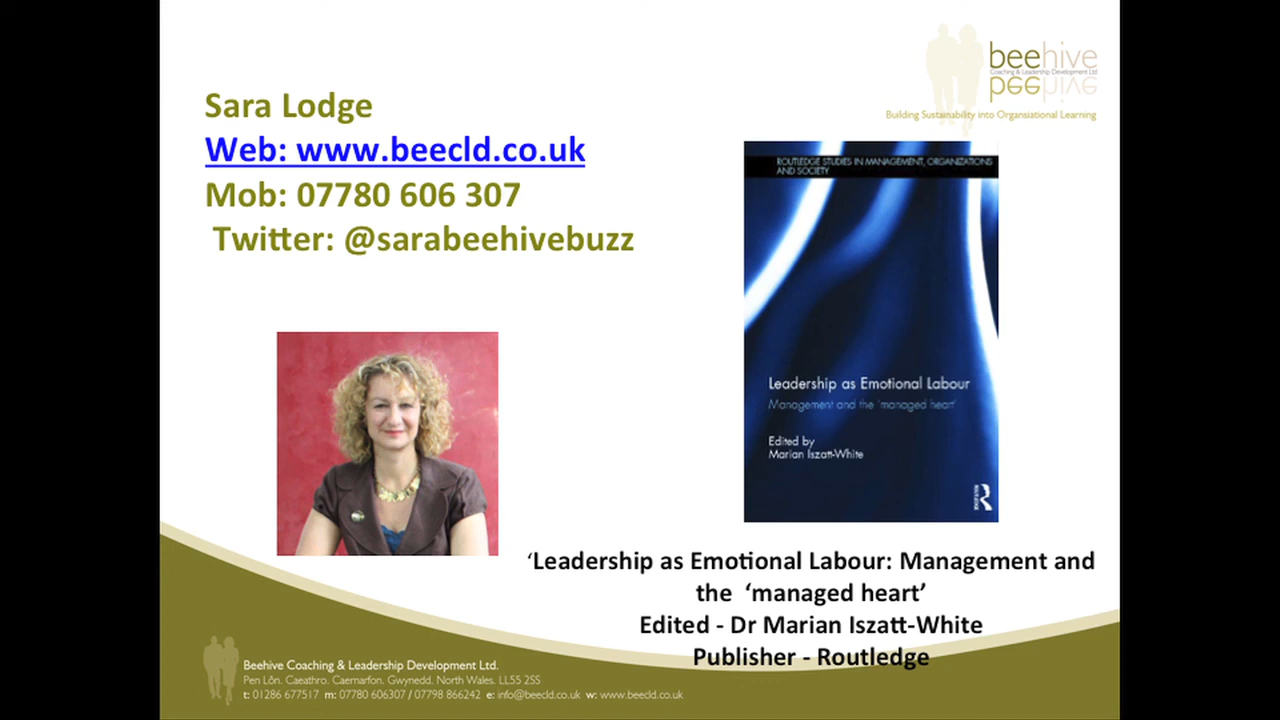 beehive
Coaching & Leadership Development Ltd
Building Sustainability into Organsiational Learning
Sara Lodge
Web: www.beecld.co.uk
Mob: 07780 606 307
Twitter: @sarabeehivebuzz
ROUTLEDGE STUDIES IN MANAGEMENT, ORGANIZATIONS
AND SOCIETY
Leadership as Emotional Labour
Management and the 'managed heart'
Edited by
Marian Iszatt-White
ROUTLEDGE
‘Leadership as Emotional Labour: Management and
the ‘managed heart’
Edited - Dr Marian Iszatt-White
Publisher - Routledge
Beehive Coaching & Leadership Development Ltd.
Pen Lôn. Caeathro. Caernarfon. Gwynedd. North Wales. LL55 2SS
t: 01286 677517 m: 07780 606307 / 07798 866242 e: info@beecld.co.uk w: www.beecld.co.uk